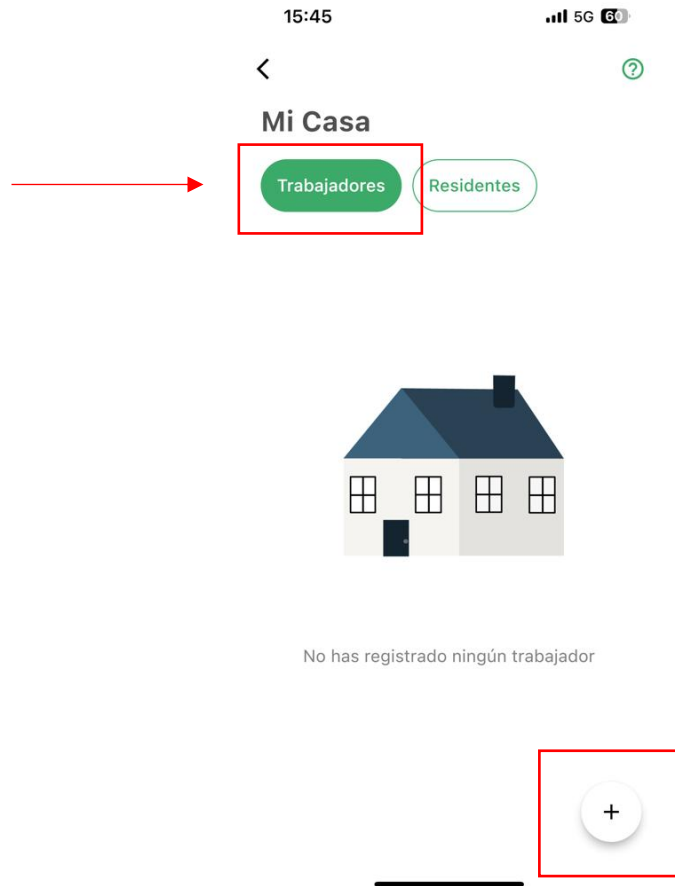 15:45 5G 60
Mi Casa
Trabajadores Residentes
No has registrado ningún trabajador